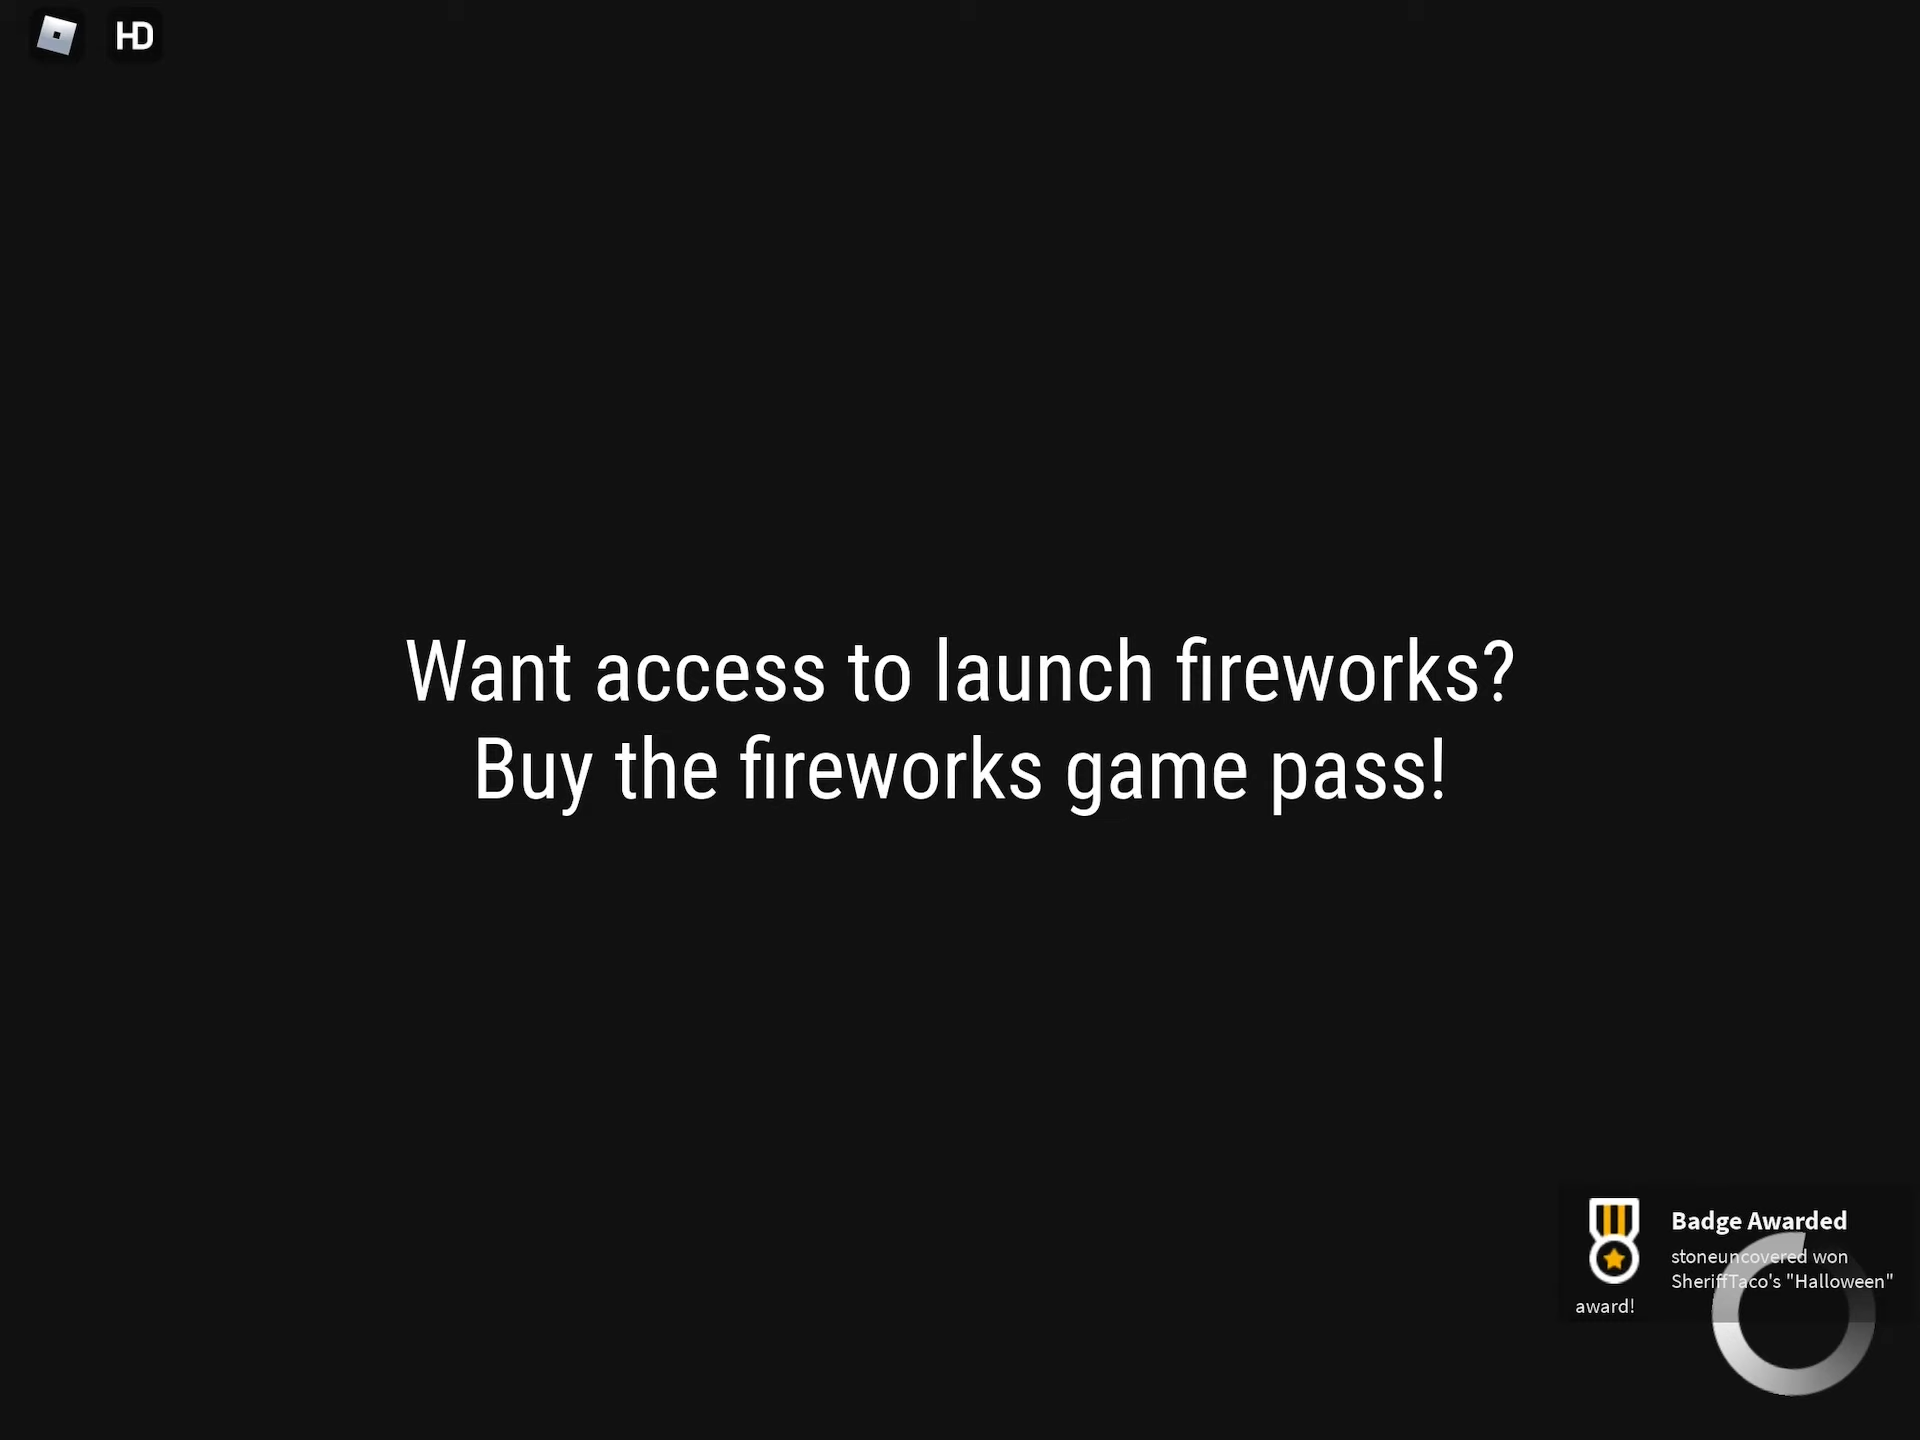 HD
Want access to launch fireworks?
Buy the fireworks game pass!
Badge Awarded
stoneuncovered won
SheriffTaco's "Halloween"
award!